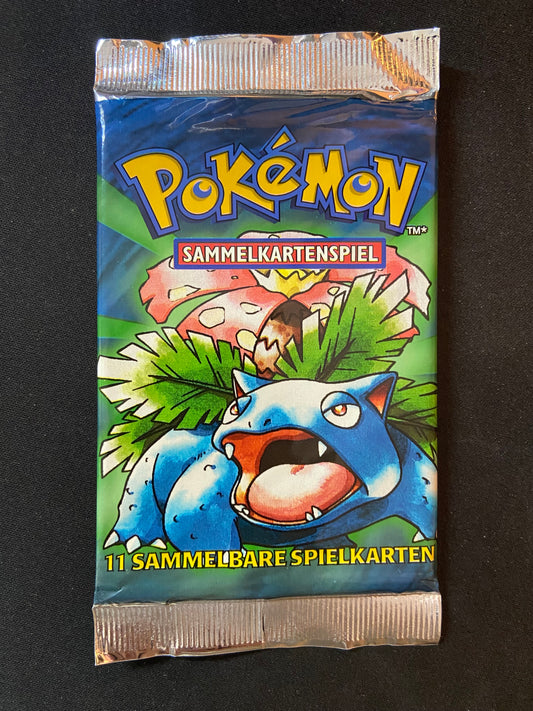 POKéMON
TM*
SAMMELKARTENSPIEL
11 SAMMELBARE SPIELKARTEN